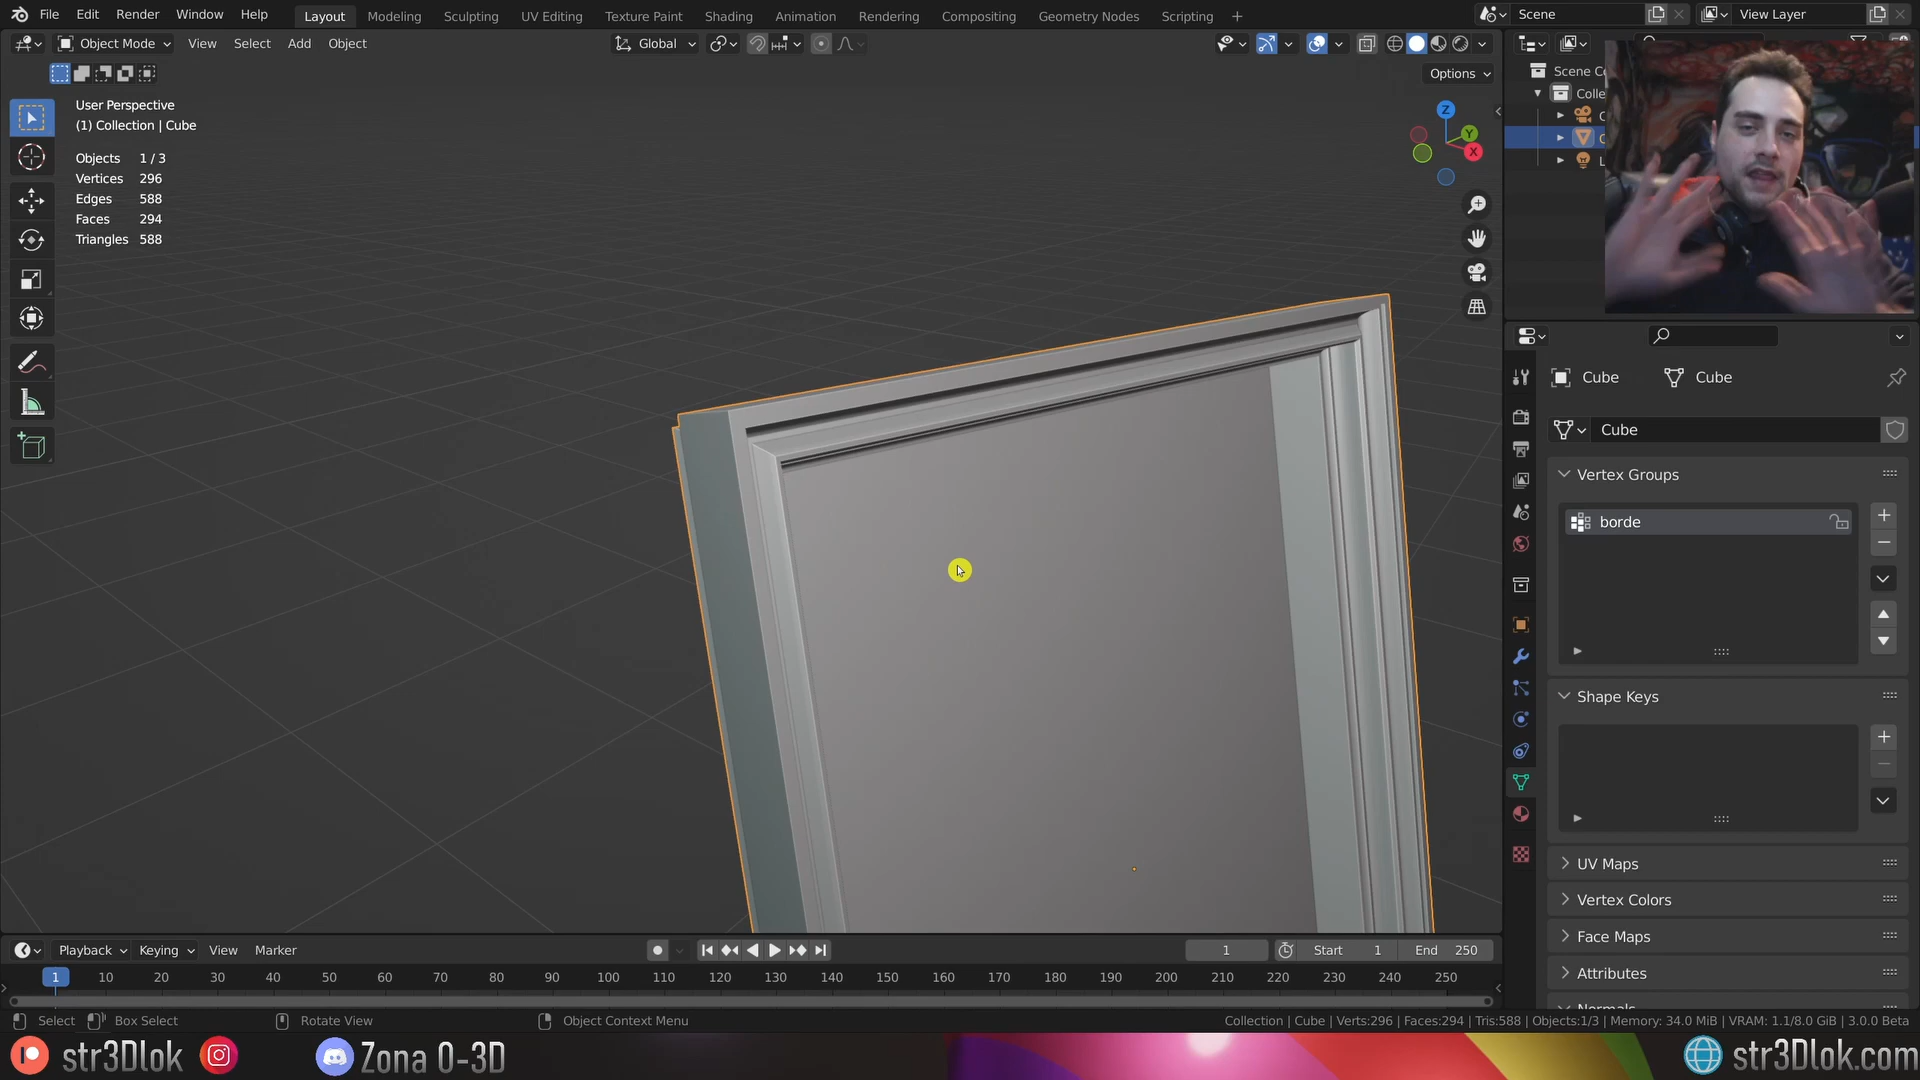 File Edit Render Window Help Layout Modeling Sculpting UV Editing Texture Paint Shading Animation Rendering Compositing Geometry Nodes Scripting + Scene View Layer
Object Mode View Select Add Object Global
Options
User Perspective
(1) Collection | Cube
Objects 1 / 3
Vertices 296
Edges 588
Faces 294
Triangles 588
Z
Y
X
Scene Co
Colle
C
L
Cube Cube
Cube
Vertex Groups
borde
Shape Keys
UV Maps
Vertex Colors
Face Maps
Attributes
Normals
Playback Keying View Marker 1 Start 1 End 250
1 10 20 30 40 50 60 70 80 90 100 110 120 130 140 150 160 170 180 190 200 210 220 230 240 250
Select Box Select Rotate View Object Context Menu Collection | Cube | Verts:296 | Faces:294 | Tris:588 | Objects:1/3 | Memory: 34.0 MiB | VRAM: 1.1/8.0 GiB | 3.0.0 Beta
str3Dlok Zona 0-3D str3Dlok.com